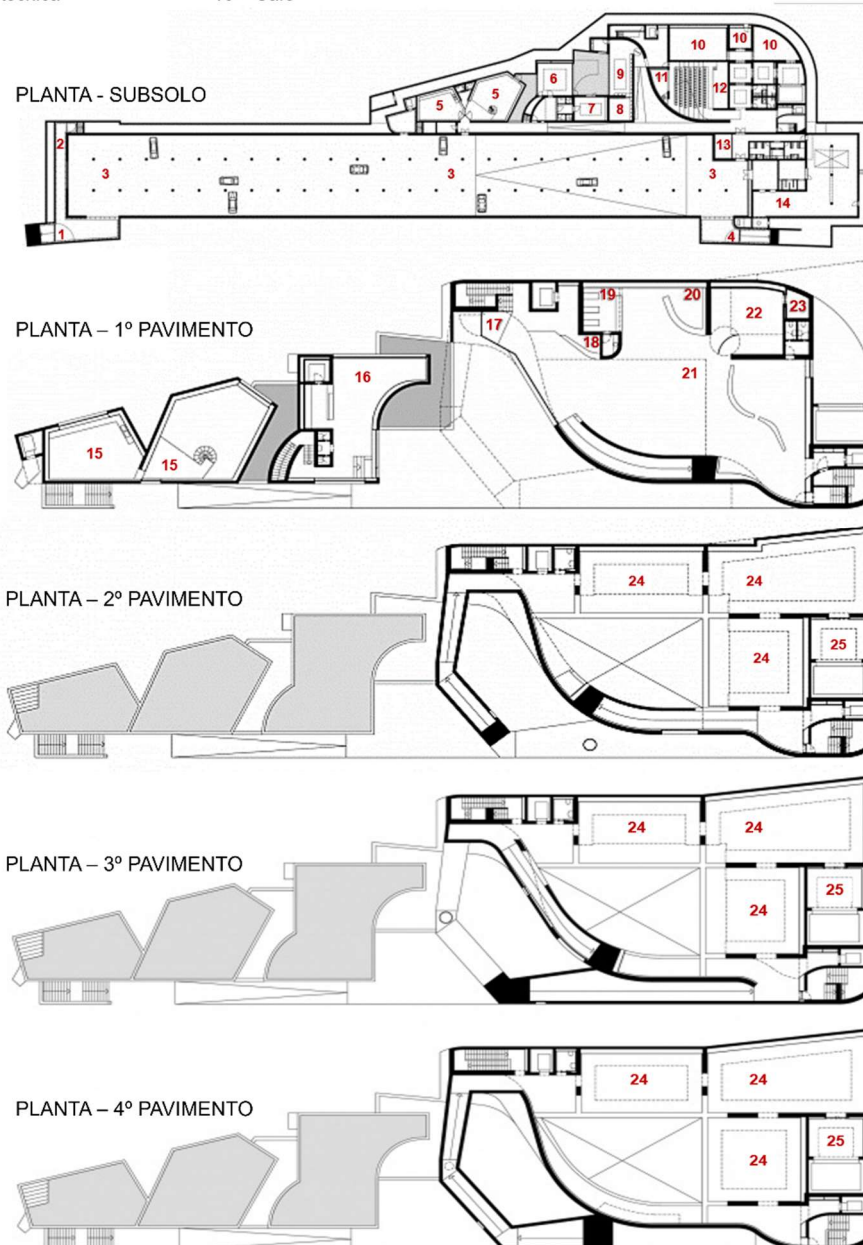 PLANTA - SUBSOLO
10 10 10
5 5 6 9 11 12
7 8
2 3 3 13 3
14
1 4
PLANTA – 1º PAVIMENTO
19 20 22 23
17 18
16 21
15 15
PLANTA – 2º PAVIMENTO
24 24
24 25
PLANTA – 3º PAVIMENTO
24 24
24 25
PLANTA – 4º PAVIMENTO
24 24
24 25